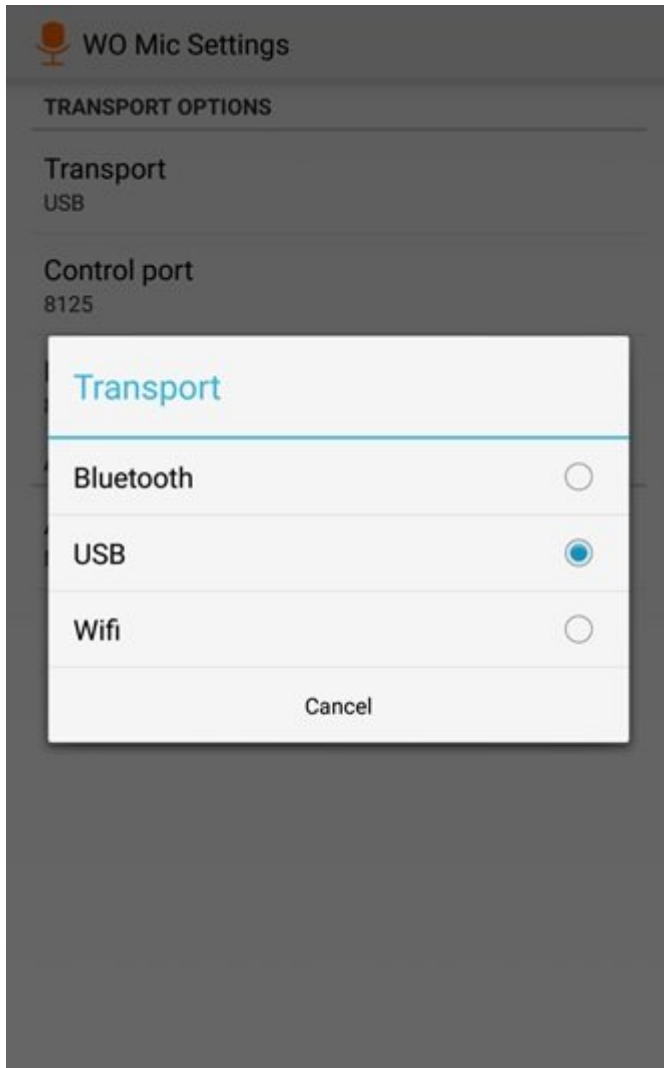 WO Mic Settings
TRANSPORT OPTIONS
Transport
USB
Control port
8125
Transport
Bluetooth
USB
Wifi
Cancel